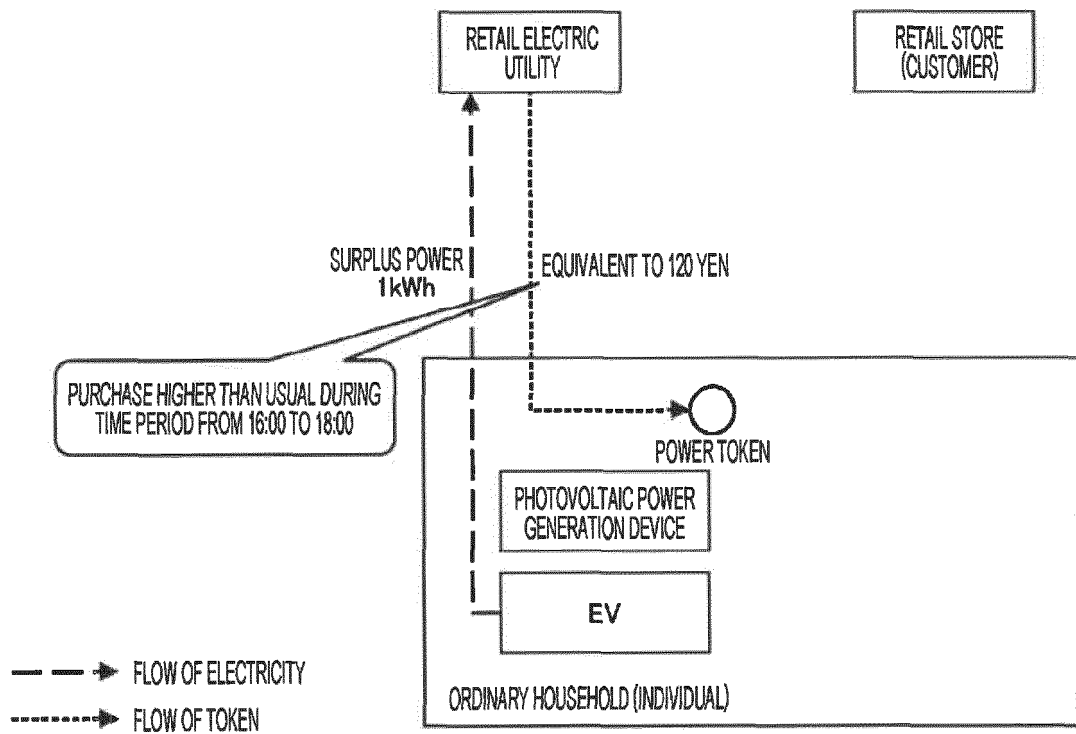 RETAIL ELECTRIC
UTILITY
RETAIL STORE
(CUSTOMER)
SURPLUS POWER
1kWh
EQUIVALENT TO 120 YEN
PURCHASE HIGHER THAN USUAL DURING
TIME PERIOD FROM 16:00 TO 18:00
POWER TOKEN
PHOTOVOLTAIC POWER
GENERATION DEVICE
EV
ORDINARY HOUSEHOLD (INDIVIDUAL)
FLOW OF ELECTRICITY
FLOW OF TOKEN